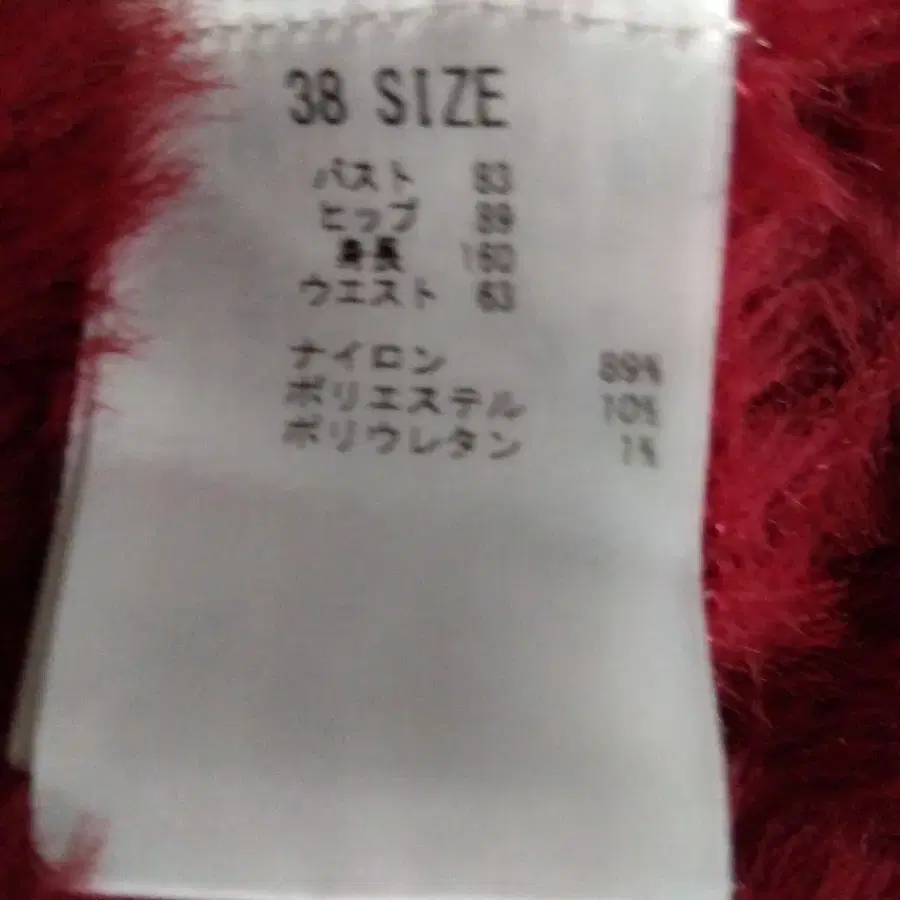 38 SIZE
バスト 83
ヒップ 89
身長 160
ウエスト 63
ナイロン 89%
ポリエステル 10%
ポリウレタン 1%